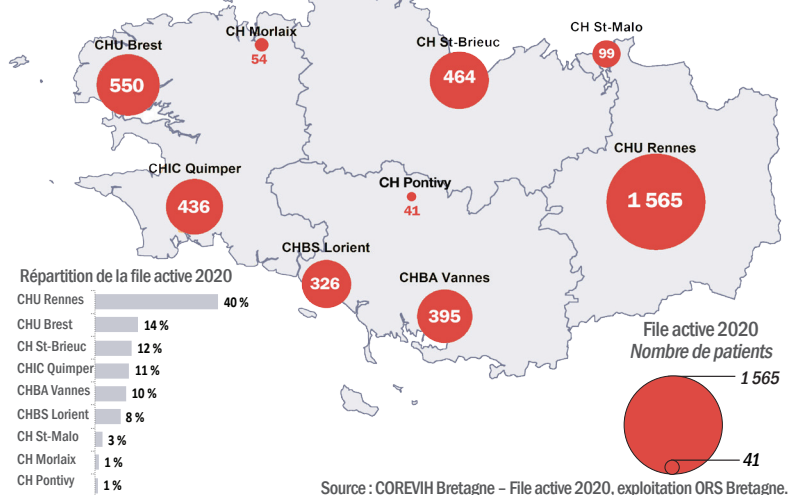 CH Morlaix
54
CHU Brest
550
CH St-Brieuc
464
CH St-Malo
99
CHU Rennes
1 565
CHIC Quimper
436
CH Pontivy
41
CHBS Lorient
326
CHBA Vannes
395
Répartition de la file active 2020
CHU Rennes 40 %
CHU Brest 14 %
CH St-Brieuc 12 %
CHIC Quimper 11 %
CHBA Vannes 10 %
CHBS Lorient 8 %
CH St-Malo 3 %
CH Morlaix 1 %
CH Pontivy 1 %
File active 2020
Nombre de patients
1 565
41
Source : COREVIH Bretagne – File active 2020, exploitation ORS Bretagne.